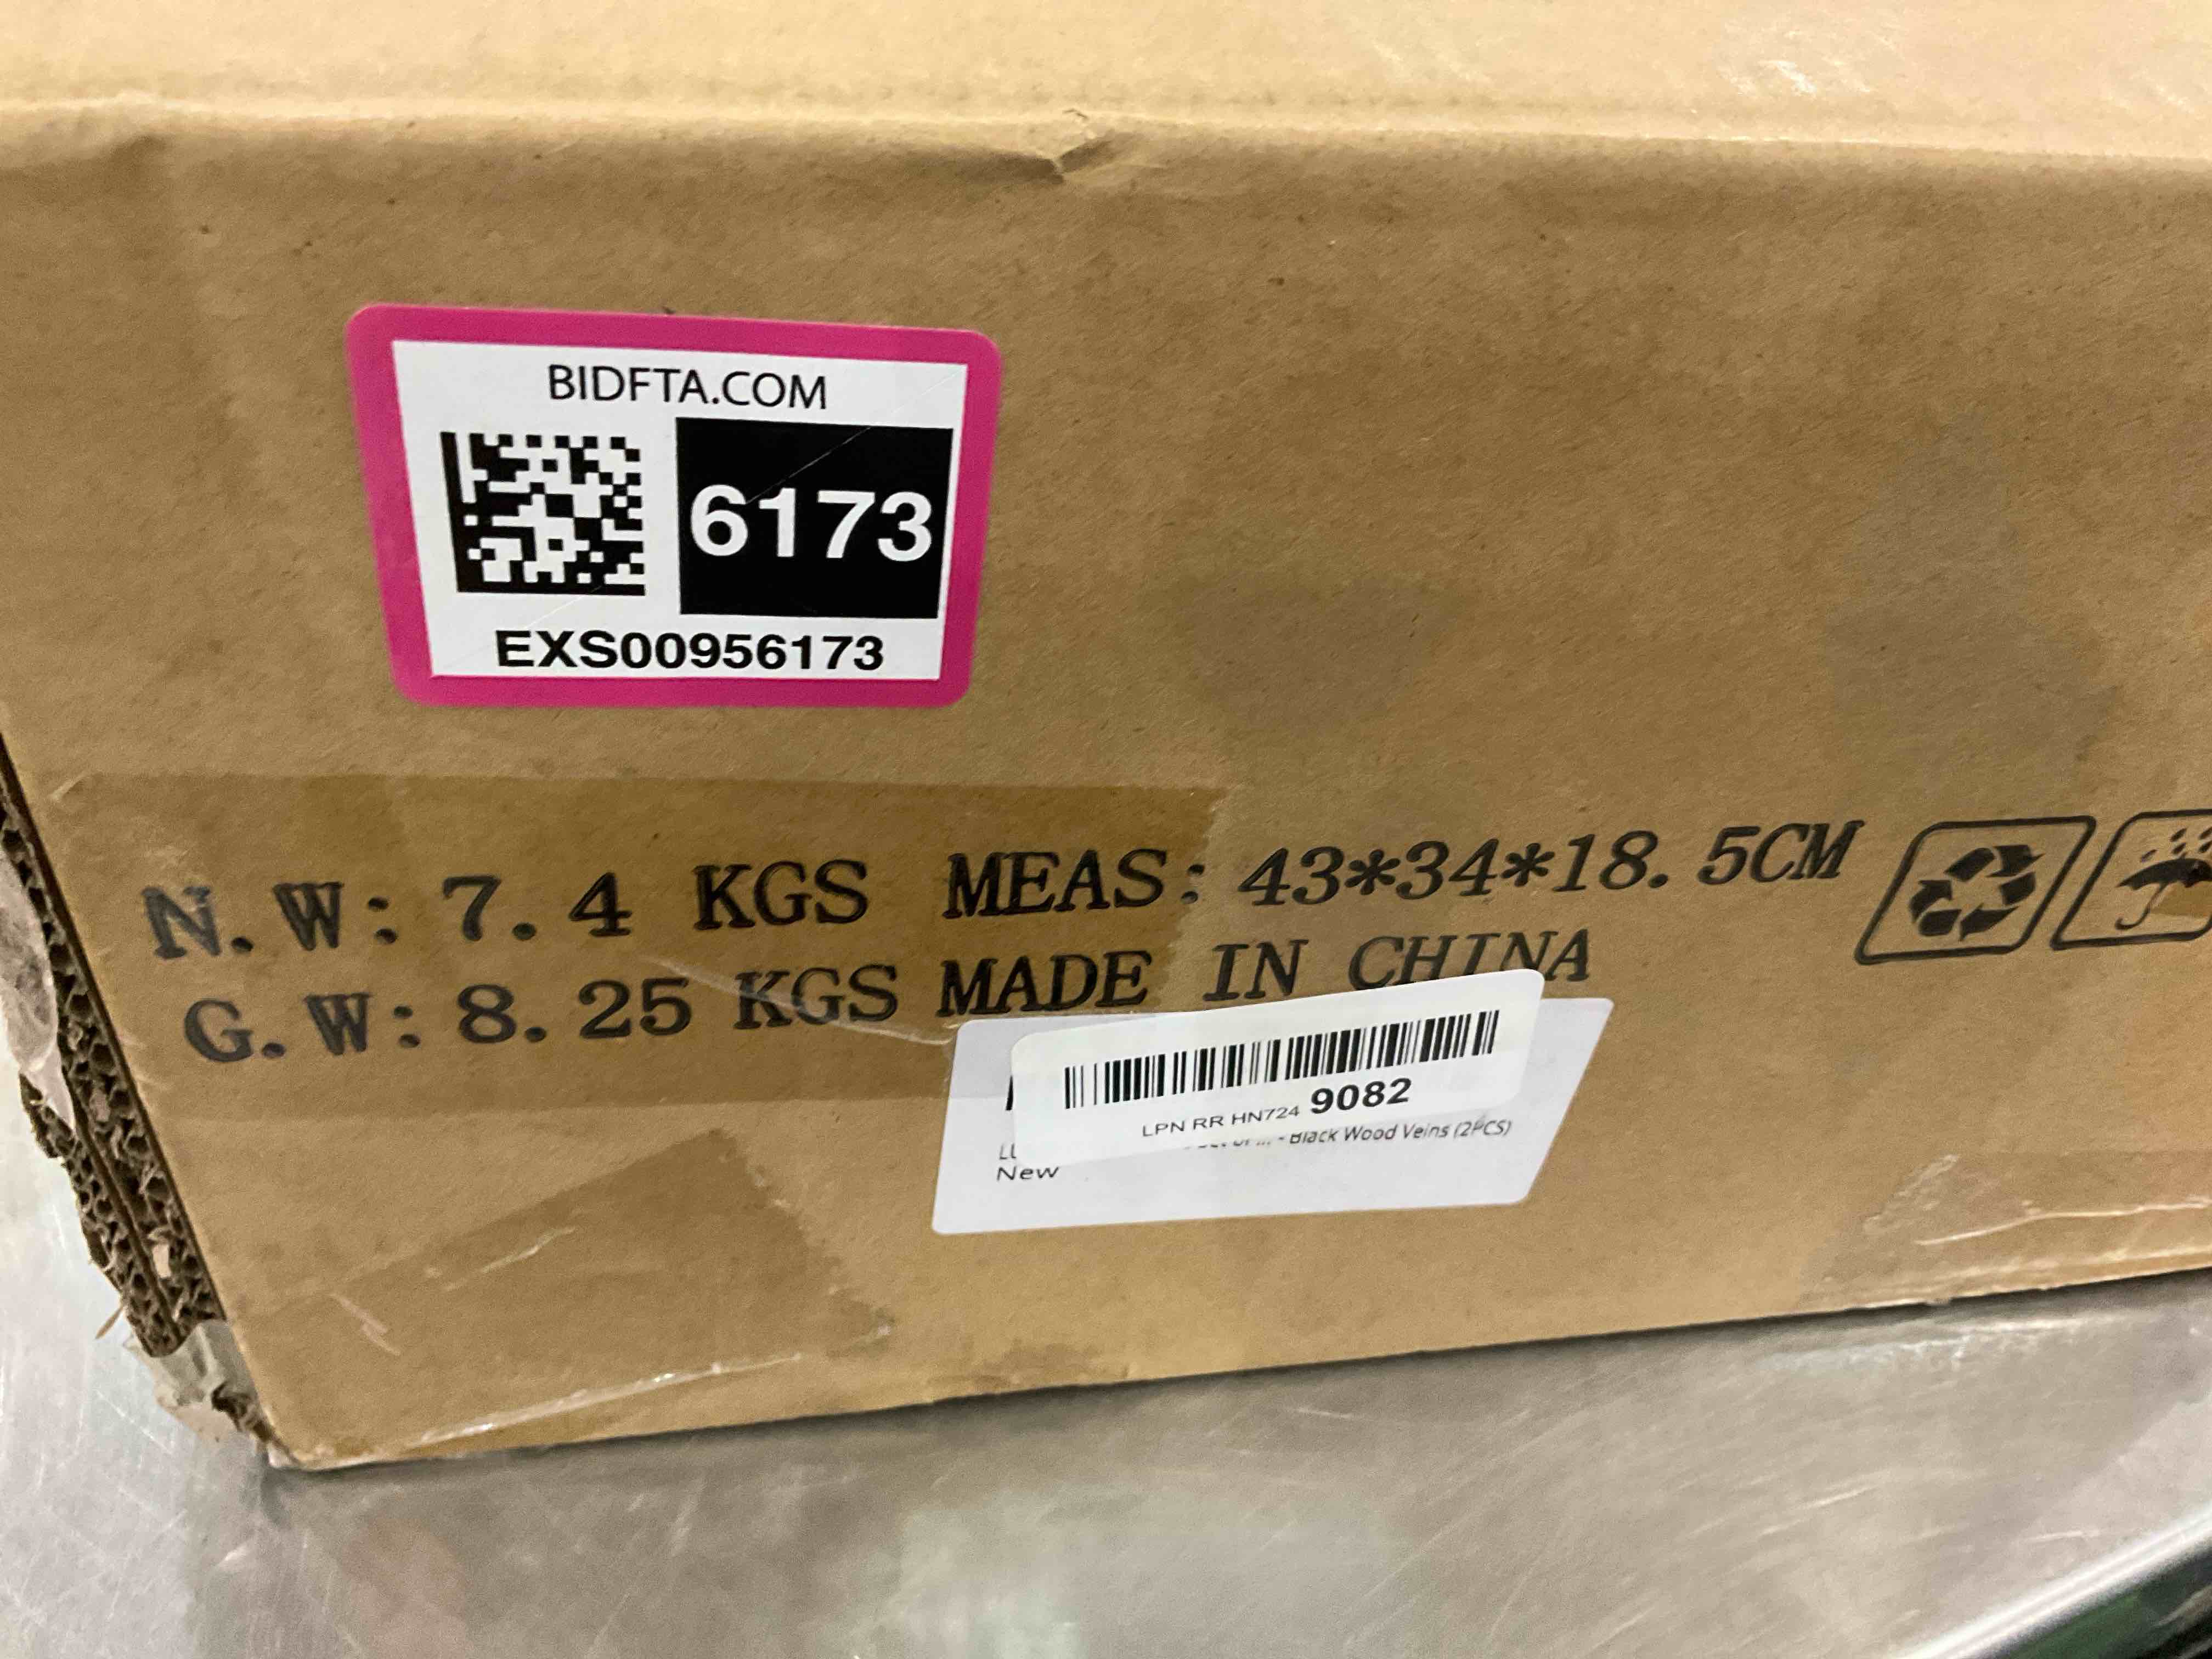 BIDFTA.COM
6173
EXS00956173
N.W: 7.4 KGS MEAS: 43*34*18.5CM
G.W: 8.25 KGS MADE IN CHINA
LPN RR HN724 9082
- Black Wood Veins (2PCS)
New